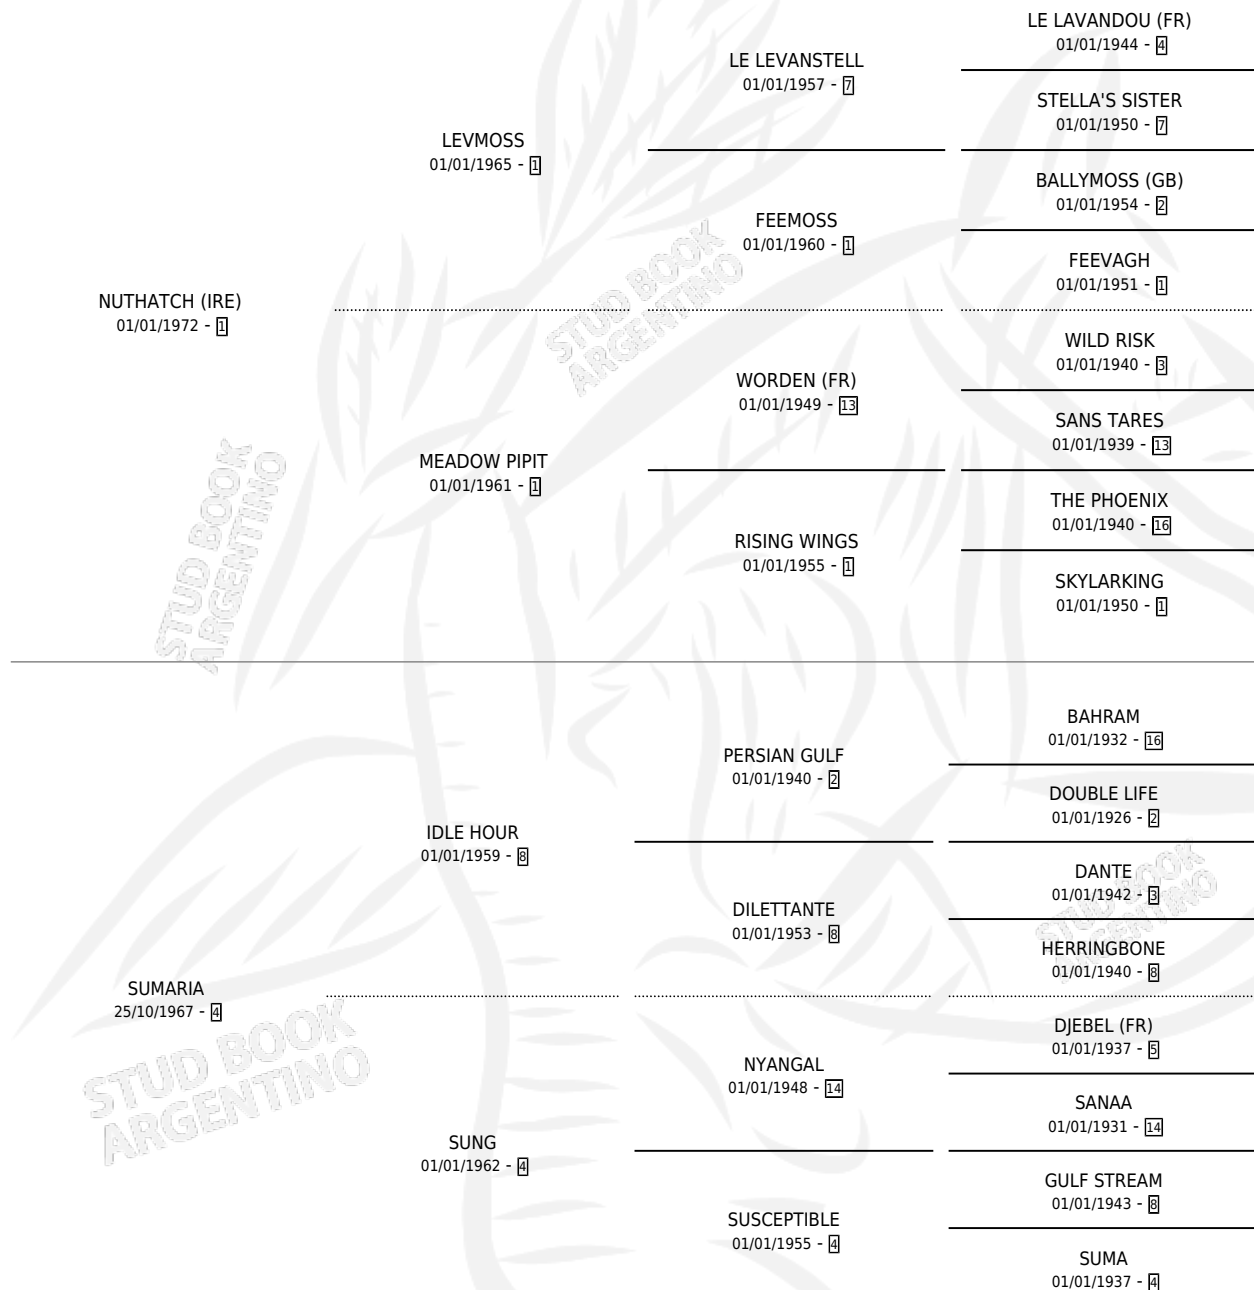 LE LAVANDOU (FR)
01/01/1944 - 4
LE LEVANSTELL
01/01/1957 - 7
STELLA'S SISTER
01/01/1950 - 7
LEVMOSS
01/01/1965 - 1
BALLYMOSS (GB)
01/01/1954 - 2
FEEMOSS
01/01/1960 - 1
FEEVAGH
01/01/1951 - 1
NUTHATCH (IRE)
01/01/1972 - 1
WILD RISK
01/01/1940 - 3
WORDEN (FR)
01/01/1949 - 13
SANS TARES
01/01/1939 - 13
MEADOW PIPIT
01/01/1961 - 1
THE PHOENIX
01/01/1940 - 16
RISING WINGS
01/01/1955 - 1
SKYLARKING
01/01/1950 - 1
BAHRAM
01/01/1932 - 16
PERSIAN GULF
01/01/1940 - 2
DOUBLE LIFE
01/01/1926 - 2
IDLE HOUR
01/01/1959 - 8
DANTE
01/01/1942 - 3
DILETTANTE
01/01/1953 - 8
HERRINGBONE
01/01/1940 - 8
SUMARIA
25/10/1967 - 4
DJEBEL (FR)
01/01/1937 - 5
NYANGAL
01/01/1948 - 14
SANAA
01/01/1931 - 14
SUNG
01/01/1962 - 4
GULF STREAM
01/01/1943 - 8
SUSCEPTIBLE
01/01/1955 - 4
SUMA
01/01/1937 - 4
STUD BOOK
ARGENTINO
STUD BOOK
ARGENTINO
STUD BOOK
ARGENTINO
STUD BOOK
ARGENTINO